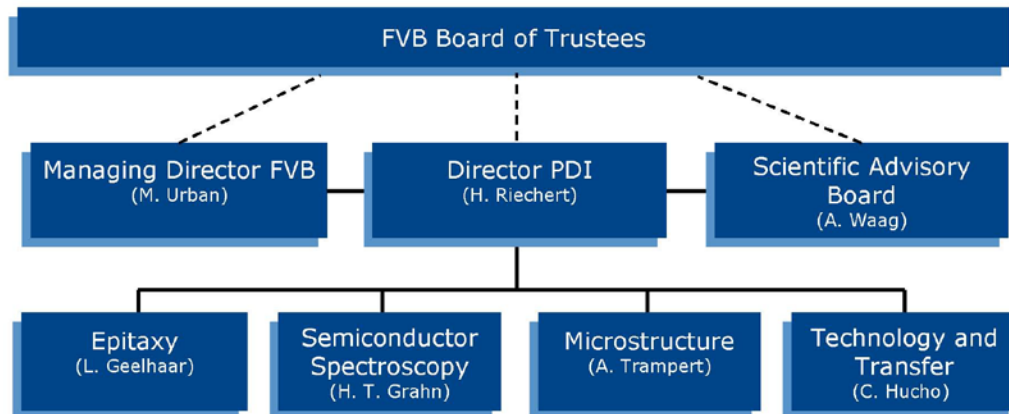 FVB Board of Trustees
Managing Director FVB
(M. Urban)
Director PDI
(H. Riechert)
Scientific Advisory
Board
(A. Waag)
Epitaxy
(L. Geelhaar)
Semiconductor
Spectroscopy
(H. T. Grahn)
Microstructure
(A. Trampert)
Technology and
Transfer
(C. Hucho)